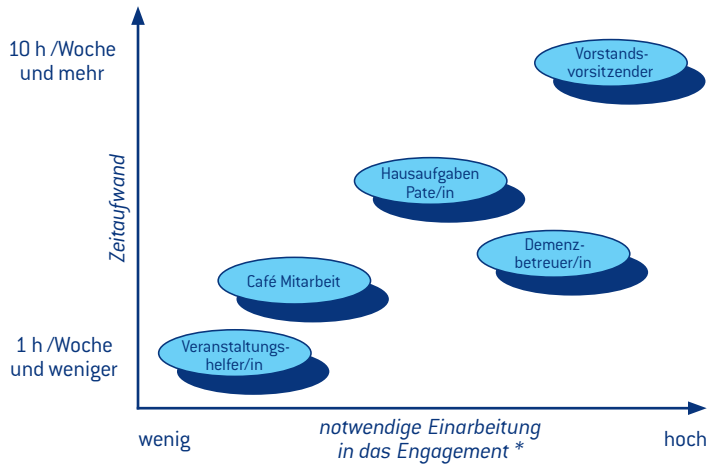 10 h /Woche
und mehr
Vorstands-
vorsitzender
Zeitaufwand
Hausaufgaben
Pate/in
Demenz-
betreuer/in
Café Mitarbeit
1 h /Woche
und weniger
Veranstaltungs-
helfer/in
wenig
notwendige Einarbeitung
in das Engagement *
hoch